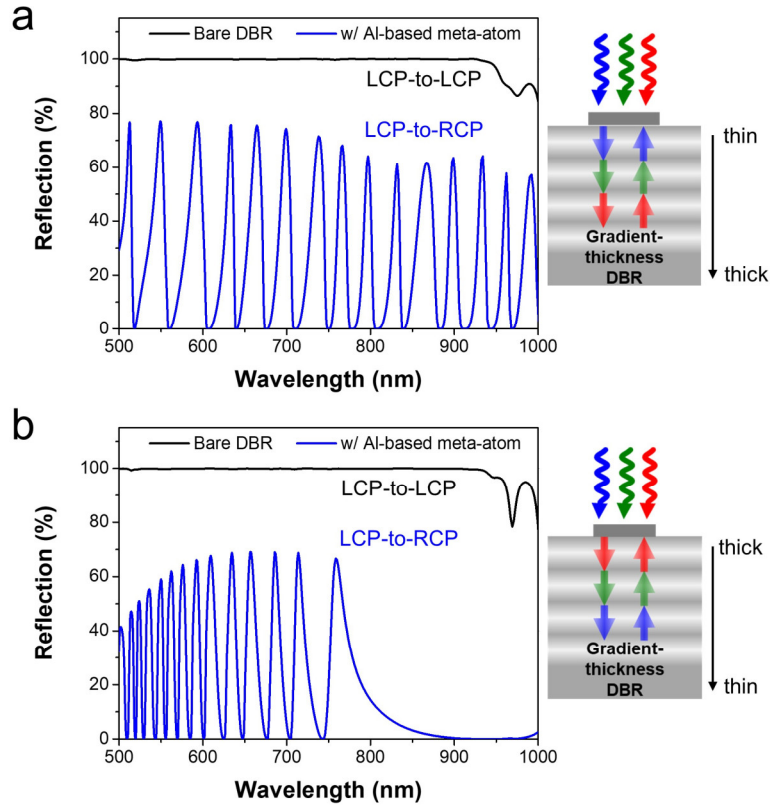 a
Bare DBR
w/ Al-based meta-atom
LCP-to-LCP
LCP-to-RCP
Reflection (%)
100
80
60
40
20
0
500
600
700
800
900
1000
Wavelength (nm)
thin
Gradient-
thickness
DBR
thick
b
Bare DBR
w/ Al-based meta-atom
LCP-to-LCP
LCP-to-RCP
Reflection (%)
100
80
60
40
20
0
500
600
700
800
900
1000
Wavelength (nm)
thick
Gradient-
thickness
DBR
thin